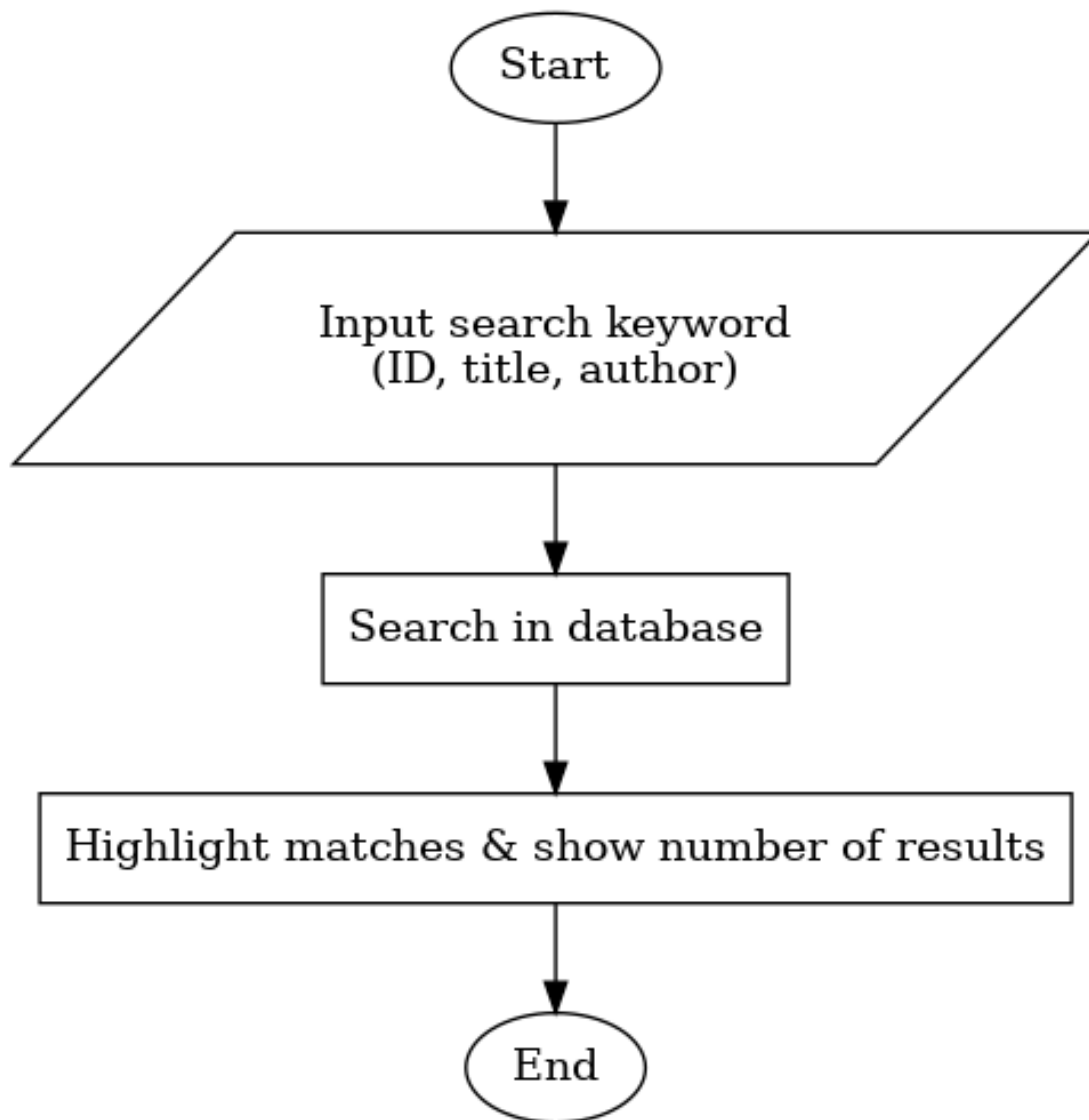 Start
Input search keyword
(ID, title, author)
Search in database
Highlight matches & show number of results
End